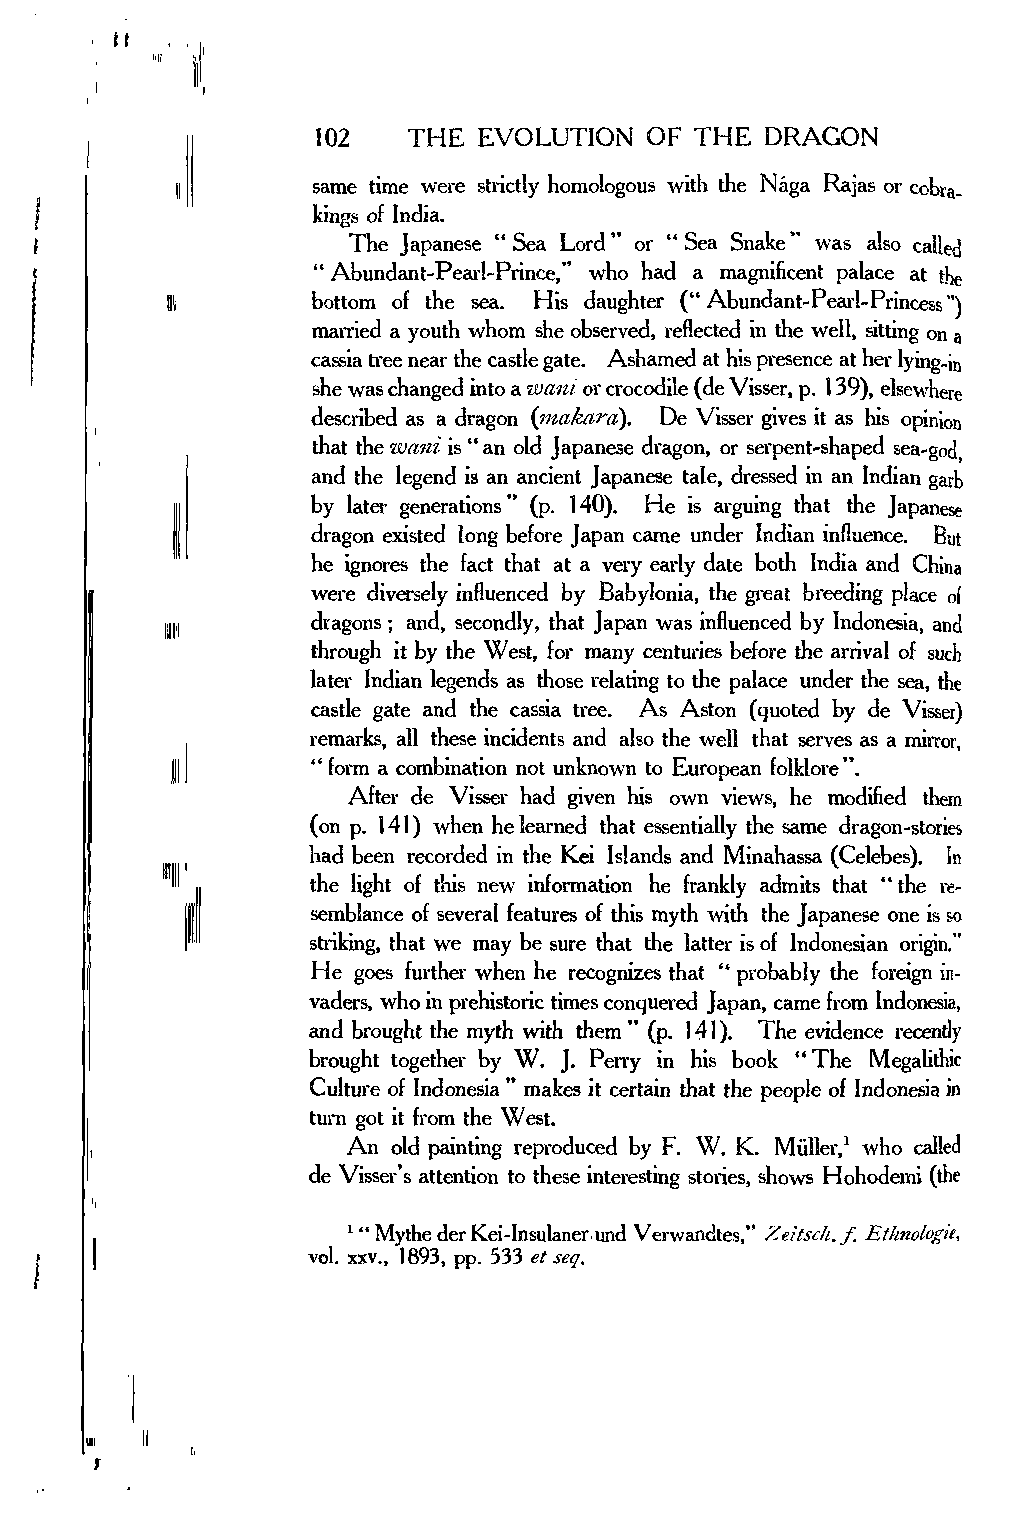 102 THE EVOLUTION OF THE DRAGON
same time were strictly homologous with the Nága Rajas or cobra-
kings of India.
The Japanese “ Sea Lord ” or “ Sea Snake ” was also called
“ Abundant-Pearl-Prince,” who had a magnificent palace at the
bottom of the sea. His daughter (“ Abundant-Pearl-Princess ”)
married a youth whom she observed, reflected in the well, sitting on a
cassia tree near the castle gate. Ashamed at his presence at her lying-in
she was changed into a wani or crocodile (de Visser, p. 139), elsewhere
described as a dragon (makara). De Visser gives it as his opinion
that the wani is “ an old Japanese dragon, or serpent-shaped sea-god,
and the legend is an ancient Japanese tale, dressed in an Indian garb
by later generations ” (p. 140). He is arguing that the Japanese
dragon existed long before Japan came under Indian influence. But
he ignores the fact that at a very early date both India and China
were diversely influenced by Babylonia, the great breeding place of
dragons ; and, secondly, that Japan was influenced by Indonesia, and
through it by the West, for many centuries before the arrival of such
later Indian legends as those relating to the palace under the sea, the
castle gate and the cassia tree. As Aston (quoted by de Visser)
remarks, all these incidents and also the well that serves as a mirror,
“ form a combination not unknown to European folklore ”.
After de Visser had given his own views, he modified them
(on p. 141) when he learned that essentially the same dragon-stories
had been recorded in the Kei Islands and Minahassa (Celebes). In
the light of this new information he frankly admits that “ the re-
semblance of several features of this myth with the Japanese one is so
striking, that we may be sure that the latter is of Indonesian origin.”
He goes further when he recognizes that “ probably the foreign in-
vaders, who in prehistoric times conquered Japan, came from Indonesia,
and brought the myth with them ” (p. 141). The evidence recently
brought together by W. J. Perry in his book “ The Megalithic
Culture of Indonesia ” makes it certain that the people of Indonesia in
turn got it from the West.
An old painting reproduced by F. W. K. Müller,¹ who called
de Visser's attention to these interesting stories, shows Hohodemi (the
¹ “ Mythe der Kei-Insulaner und Verwandtes,” Zeitsch. f. Ethnologie,
vol. xxv., 1893, pp. 533 et seq.